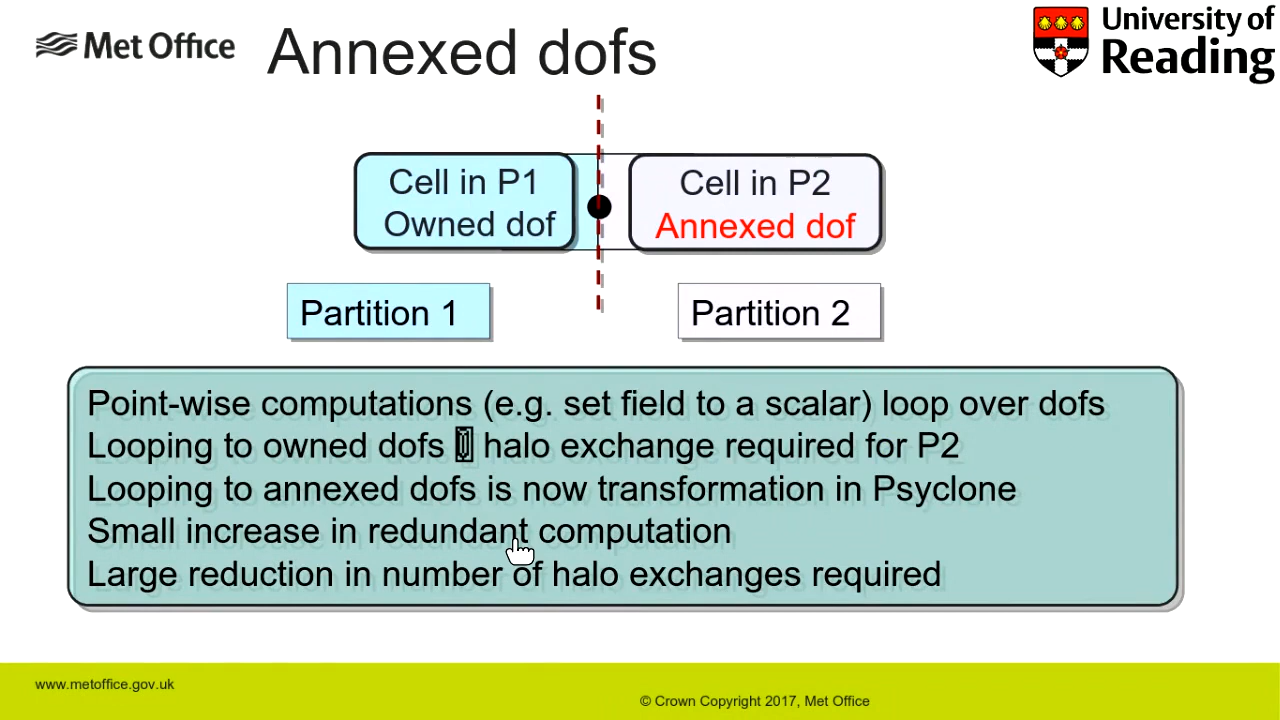 Met Office
Annexed dofs
University of
Reading
Cell in P1
Owned dof
Cell in P2
Annexed dof
Partition 1
Partition 2
Point-wise computations (e.g. set field to a scalar) loop over dofs
Looping to owned dofs halo exchange required for P2
Looping to annexed dofs is now transformation in Psyclone
Small increase in redundant computation
Large reduction in number of halo exchanges required
www.metoffice.gov.uk
© Crown Copyright 2017, Met Office